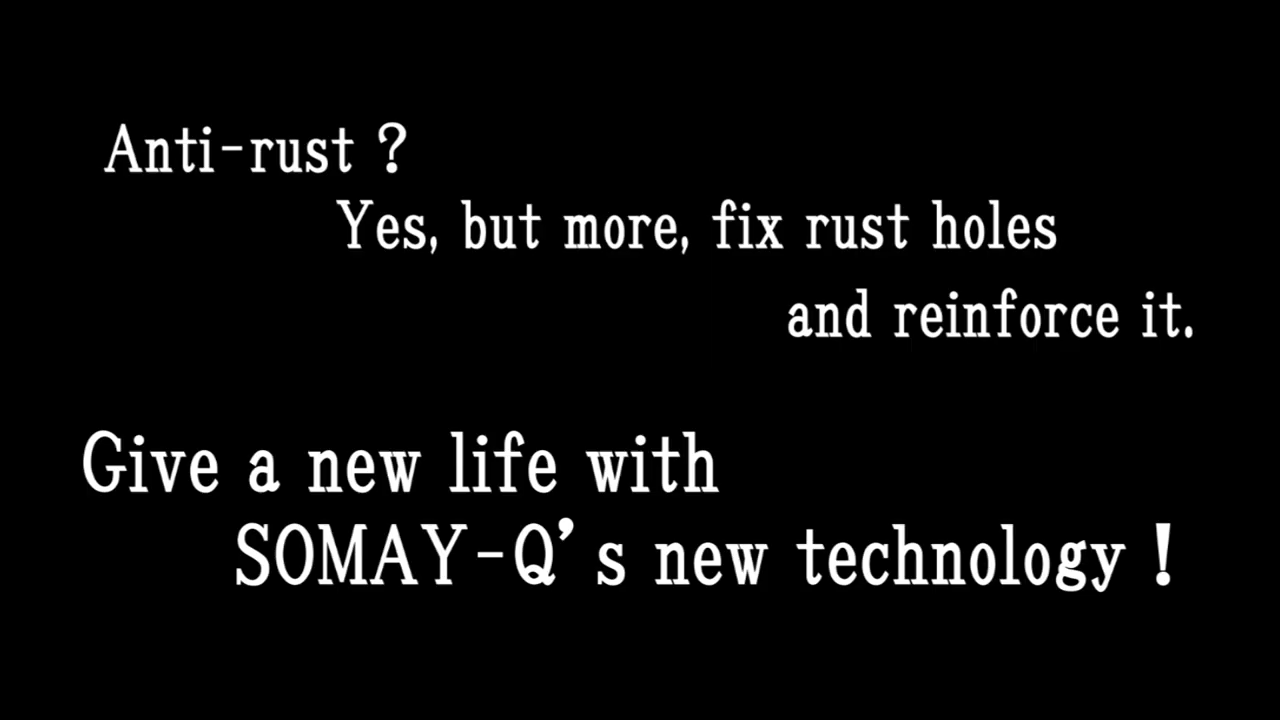 Anti-rust ?
Yes, but more, fix rust holes
and reinforce it.
Give a new life with
SOMAY-Q's new technology !